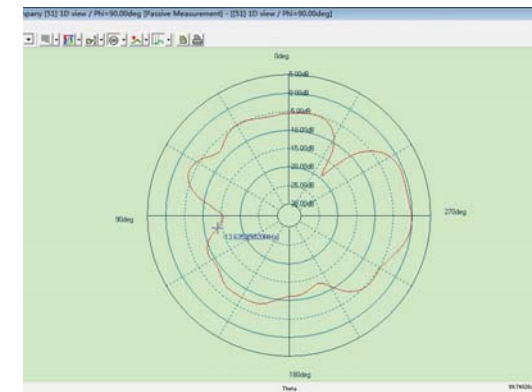 mpany [S1] 1D view / Phi=90.00deg [Passive Measurement] - [[S1] 1D view / Phi=90.00deg]
0deg
5.00dB
0.00dB
-5.00dB
-10.00dB
-15.00dB
-20.00dB
-25.00dB
-30.00dB
90deg
270deg
180deg
Theta